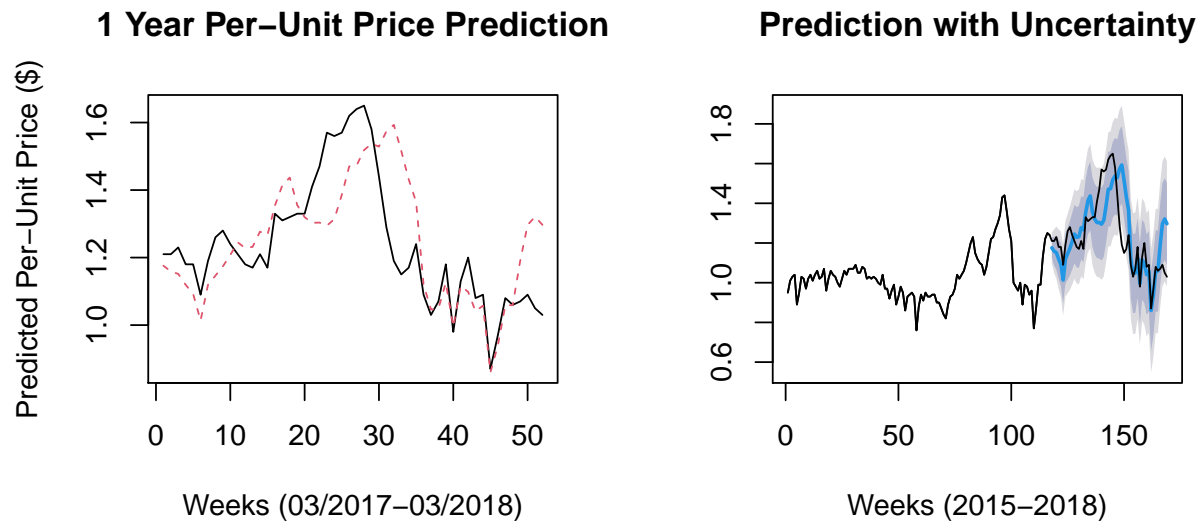 1 Year Per−Unit Price Prediction
Predicted Per−Unit Price ($)
1.0 1.2 1.4 1.6
0 10 20 30 40 50
Weeks (03/2017−03/2018)
Prediction with Uncertainty
0.6 1.0 1.4 1.8
0 50 100 150
Weeks (2015−2018)